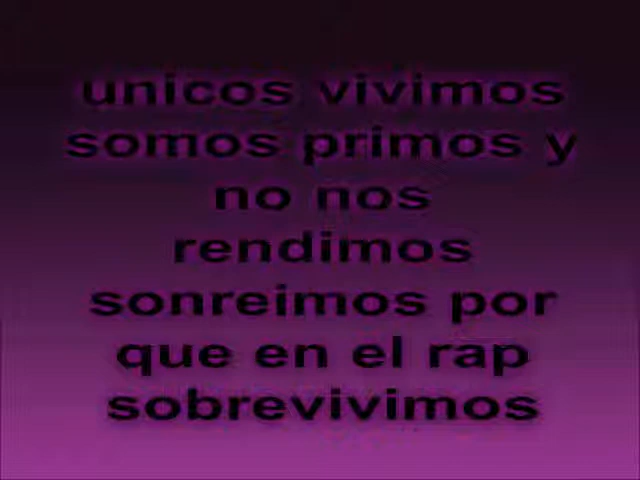 unicos vivimos
somos primos y
no nos
rendimos
sonreimos por
que en el rap
sobrevivimos